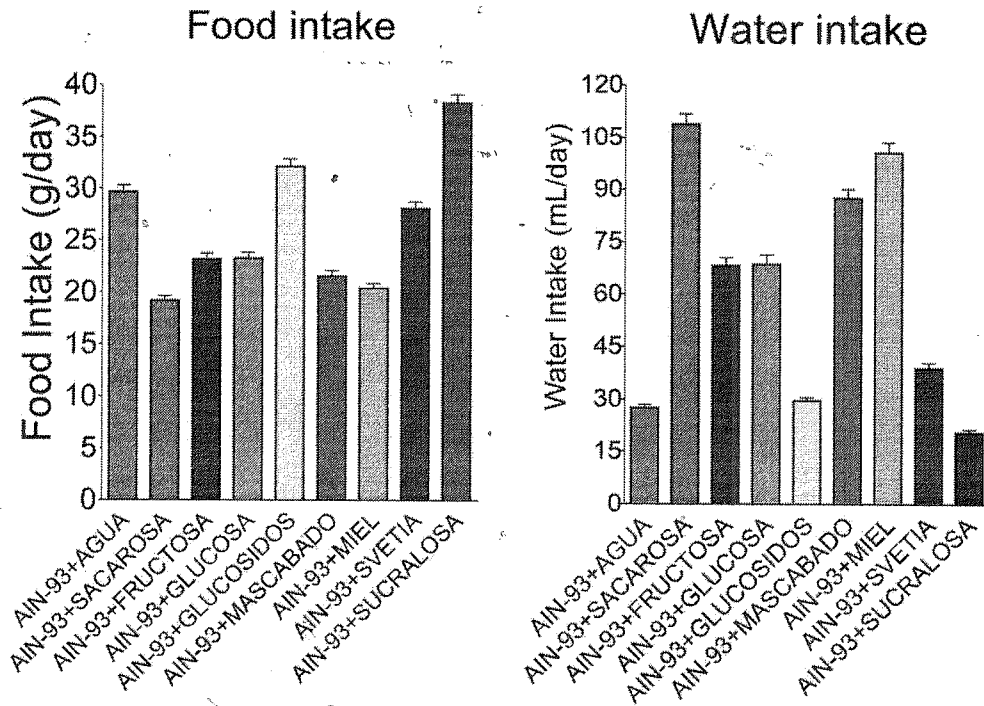 Food intake
Food Intake (g/day)
40
35
30
25
20
15
10
5
0
AIN-93+AGUA
AIN-93+SACAROSA
AIN-93+FRUCTOSA
AIN-93+GLUCOSA
AIN-93+GLUCOSIDOS
AIN-93+MASCABADO
AIN-93+MIEL
AIN-93+SVETIA
AIN-93+SUCRALOSA
Water intake
Water Intake (mL/day)
120
105
90
75
60
45
30
15
0
AIN-93+AGUA
AIN-93+SACAROSA
AIN-93+FRUCTOSA
AIN-93+GLUCOSA
AIN-93+GLUCOSIDOS
AIN-93+MASCABADO
AIN-93+MIEL
AIN-93+SVETIA
AIN-93+SUCRALOSA